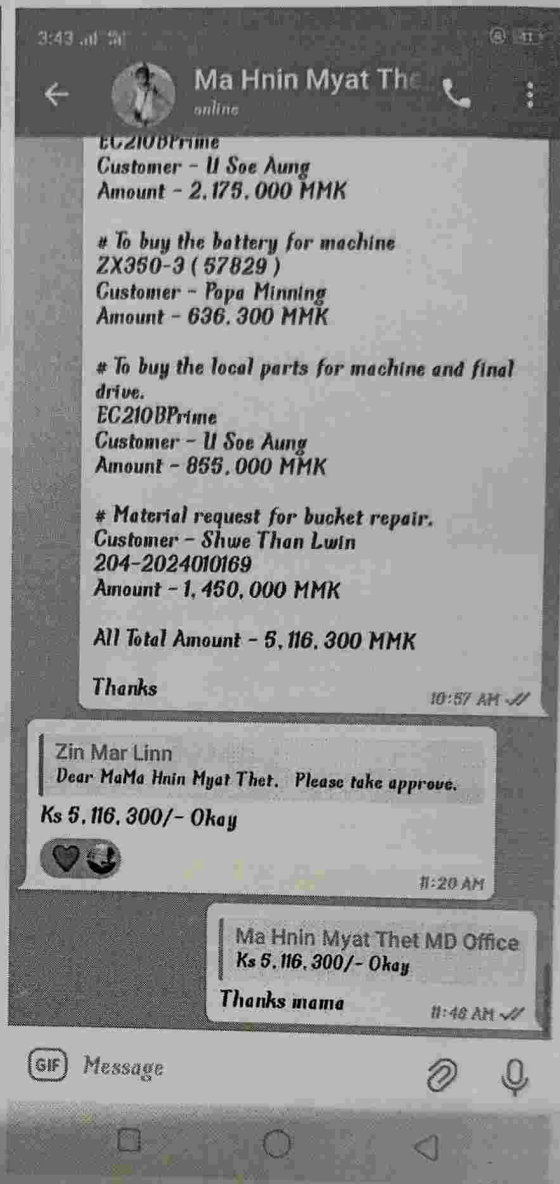 3:43
41
Ma Hnin Myat The
online
EC210BPrime
Customer - U Soe Aung
Amount - 2,175,000 MMK
# To buy the battery for machine
ZX350-3 ( 57829 )
Customer - Popa Minning
Amount - 636,300 MMK
# To buy the local parts for machine and final
drive.
EC210BPrime
Customer - U Soe Aung
Amount - 855,000 MMK
# Material request for bucket repair.
Customer - Shwe Than Lwin
204-2024010169
Amount - 1,450,000 MMK
All Total Amount - 5,116,300 MMK
Thanks
10:57 AM
Zin Mar Linn
Dear MaMa Hnin Myat Thet. Please take approve.
Ks 5,116,300/- Okay
11:20 AM
Ma Hnin Myat Thet MD Office
Ks 5,116,300/- Okay
Thanks mama
11:48 AM
GIF Message